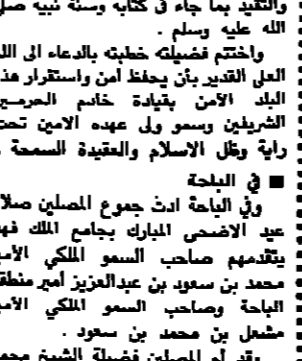 والتقيد بما جاء في كتابه وسنة نبيه صلى
الله عليه وسلم .
واختتم فضيلته خطبته بالدعاء الى الله
العلى القدير بأن يحفظ أمن واستقرار هذا
البلد الآمن بقيادة خادم الحرمين
الشريفين وسمو ولى عهده الامين تحت
راية وظل الاسلام والعقيدة السمحة .
■ في الباحة
وفي الباحة ادت جموع المصلين صلاة
عيد الاضحى المبارك بجامع الملك فهد
يتقدمهم صاحب السمو الملكي الأمير
محمد بن سعود بن عبدالعزيز أمير منطقة
الباحة وصاحب السمو الملكي الأمير
مشعل بن محمد بن سعود .
وقد أم المصلين فضيلة الشيخ محمد